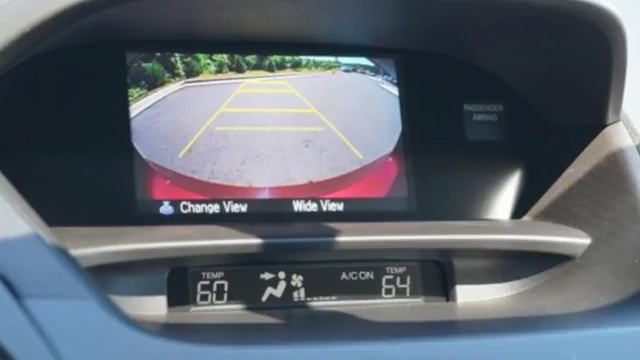 PASSENGER
AIRBAG
Change View Wide View
TEMP A/C ON TEMP
60 64